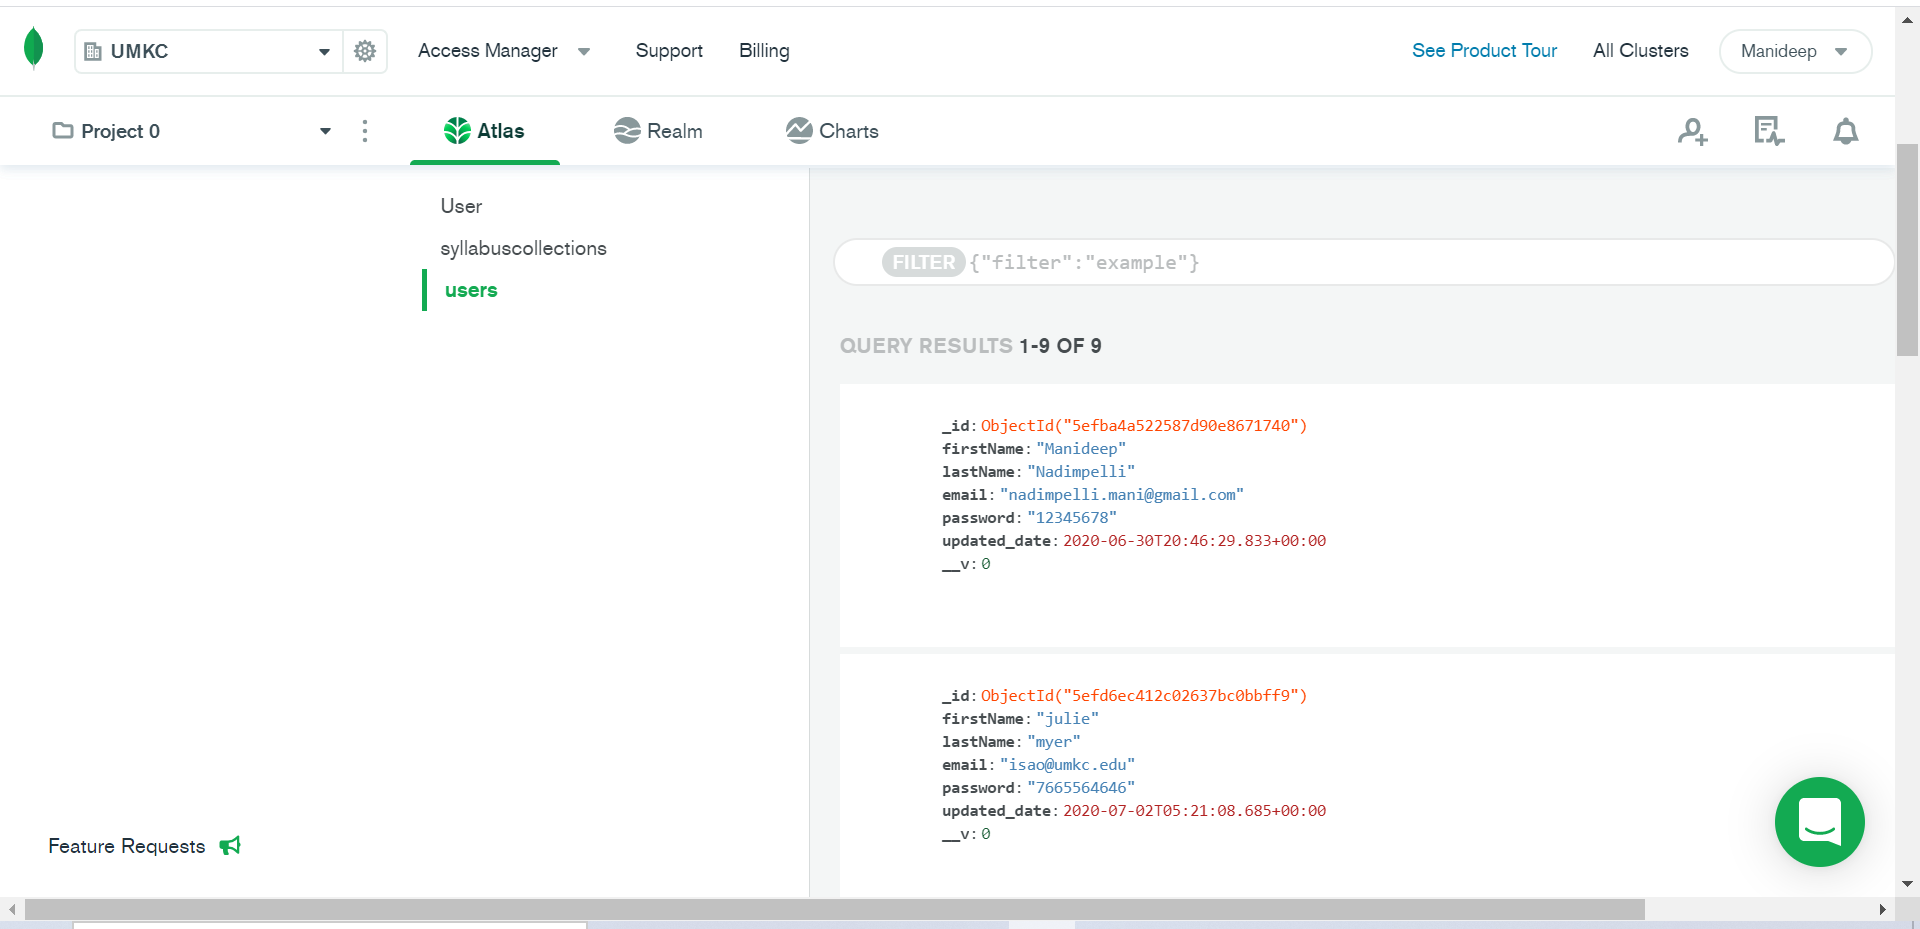 UMKC
Access Manager
Support
Billing
See Product Tour
All Clusters
Manideep
Project 0
Atlas
Realm
Charts
User
syllabuscollections
users
FILTER {"filter":"example"}
QUERY RESULTS 1-9 OF 9
_id: ObjectId("5efba4a522587d90e8671740")
firstName: "Manideep"
lastName: "Nadimpelli"
email: "nadimpelli.mani@gmail.com"
password: "12345678"
updated_date: 2020-06-30T20:46:29.833+00:00
__v: 0
_id: ObjectId("5efd6ec412c02637bc0bbff9")
firstName: "julie"
lastName: "myer"
email: "isao@umkc.edu"
password: "7665564646"
updated_date: 2020-07-02T05:21:08.685+00:00
__v: 0
Feature Requests